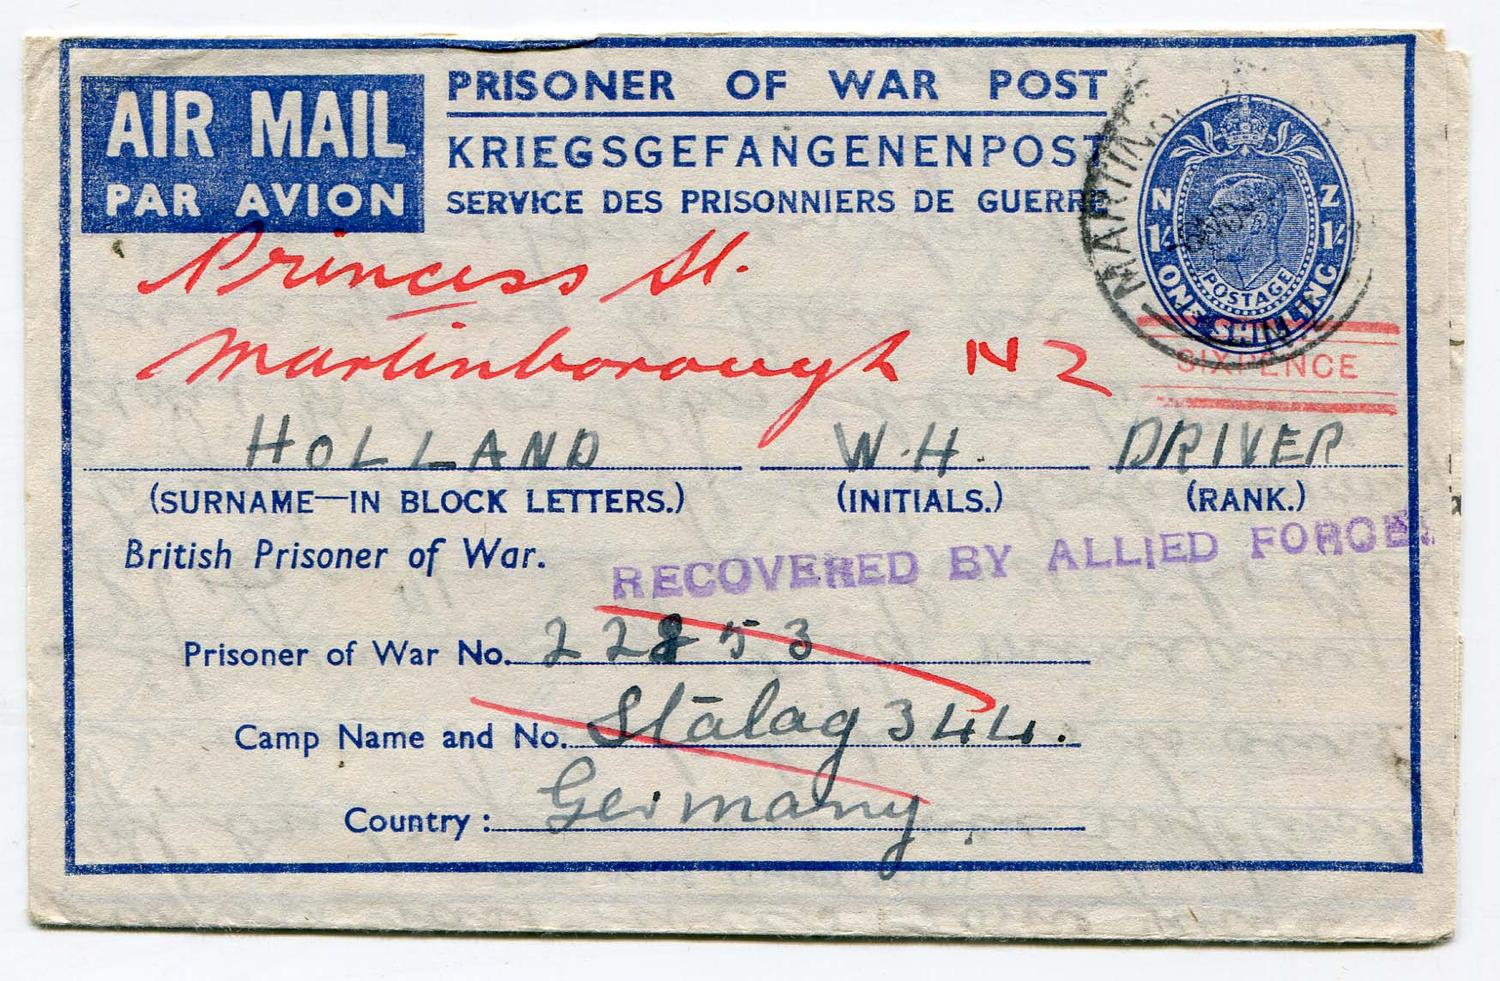 AIR MAIL
PAR AVION
PRISONER OF WAR POST
KRIEGSGEFANGENENPOST
SERVICE DES PRISONNIERS DE GUERRE
N Z
1/- 1/-
POSTAGE
ONE SHILLING
SIXPENCE
Princess St.
Martinborough NZ
HOLLAND W.H. DRIVER
(SURNAME—IN BLOCK LETTERS.) (INITIALS.) (RANK.)
British Prisoner of War.
RECOVERED BY ALLIED FORCES
Prisoner of War No. 22853
Camp Name and No. Stalag 344.
Country: Germany.